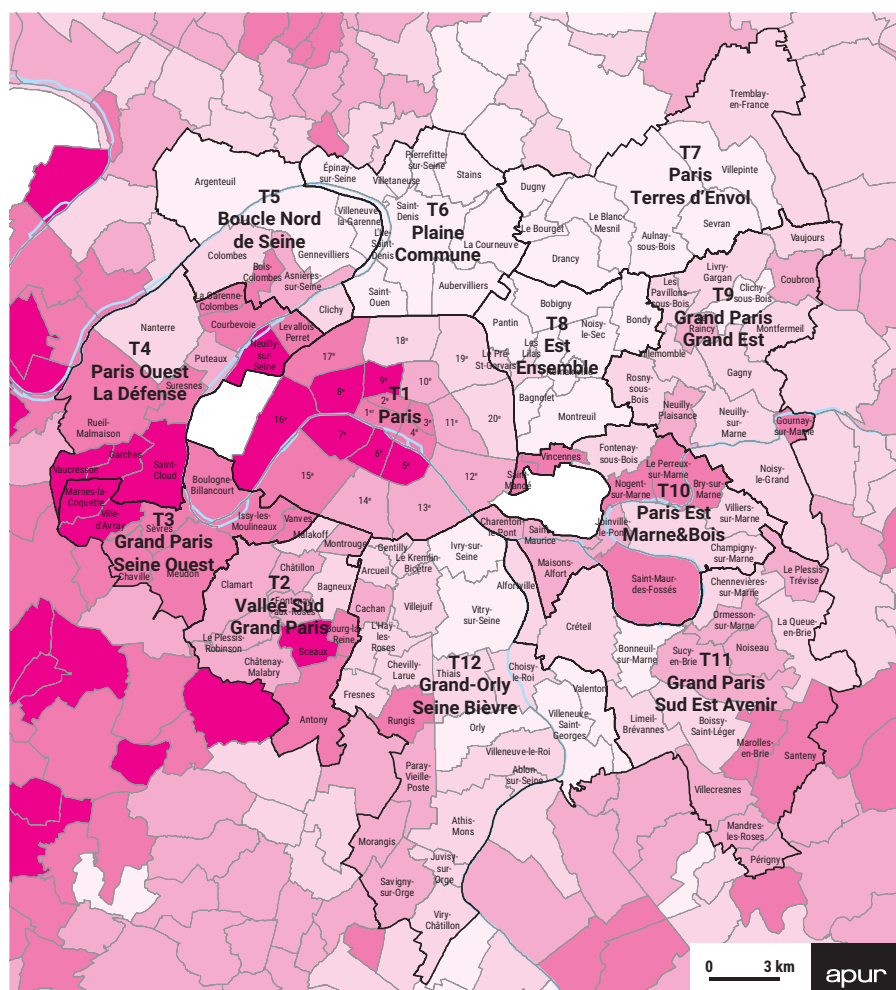 Tremblay-
en-France
T7
Paris
Terres d'Envol
Villepinte
Sevran
Aulnay-
sous-Bois
Le Blanc
Mesnil
Dugny
Le Bourget
Drancy
Pierrefitte-
sur-Seine
Stains
Épinay-
sur-Seine
Villetaneuse
Saint-
Denis
T6
Plaine
Commune
La Courneuve
Aubervilliers
L'Île-
Saint-
Denis
Saint-
Ouen
Argenteuil
T5
Boucle Nord
de Seine
Villeneuve-
la-Garenne
Gennevilliers
Colombes
Bois-
Colombes
Asnières-
sur-Seine
Clichy
La Garenne-
Colombes
Courbevoie
Levallois
Perret
Neuilly-
sur-
Seine
Nanterre
T4
Paris Ouest
La Défense
Puteaux
Suresnes
Rueil-
Malmaison
Garches
Vaucresson
Saint-
Cloud
Marnes-la-
Coquette
Ville-
d'Avray
Sèvres
T3
Grand Paris
Seine Ouest
Chaville
Meudon
Boulogne-
Billancourt
Issy-les-
Moulineaux
Vanves
17e
18e
19e
8e
9e
10e
2e
1er
3e
4e
11e
20e
T1
Paris
16e
7e
6e
5e
15e
14e
13e
12e
Bobigny
Pantin
T8
Est
Ensemble
Noisy-
le-Sec
Bondy
Les
Lilas
Le Pré-
St-Gervais
Romainville
Bagnolet
Montreuil
Vaujours
Livry-
Gargan
Clichy-
sous-Bois
Coubron
Les
Pavillons-
sous-Bois
T9
Grand Paris
Grand Est
Raincy
Montfermeil
Villemomble
Gagny
Rosny-
sous-
Bois
Neuilly-
Plaisance
Neuilly-
sur-
Marne
Gournay-
sur-Marne
Noisy-
le-Grand
Vincennes
Saint-
Mandé
Fontenay-
sous-Bois
Le Perreux-
sur-Marne
Nogent-
sur-Marne
Bry-sur-
Marne
T10
Paris Est
Marne&Bois
Villiers-
sur-Marne
Joinville-
le-Pont
Champigny-
sur-Marne
Charenton-
le-Pont
Saint-
Maurice
Maisons-
Alfort
Saint-Maur-
des-Fossés
Chennevières-
sur-Marne
Le Plessis-
Trévise
Ormesson-
sur-Marne
La Queue-
en-Brie
Créteil
Bonneuil-
sur-Marne
Sucy-
en-Brie
Noiseau
T11
Grand Paris
Sud Est Avenir
Limeil-
Brévannes
Boissy-
Saint-Léger
Marolles-
en-Brie
Santeny
Villecresnes
Mandres-
les-Roses
Périgny
Malakoff
Montrouge
Châtillon
Clamart
Bagneux
T2
Vallée Sud
Grand Paris
Fontenay-
aux-Roses
Bourg-la-
Reine
Le Plessis-
Robinson
Sceaux
Châtenay-
Malabry
Antony
Gentilly
Le Kremlin-
Bicêtre
Ivry-sur-
Seine
Arcueil
Cachan
Villejuif
Vitry-
sur-Seine
Alfortville
L'Haÿ-
les-
Roses
Chevilly-
Larue
Thiais
T12
Grand-Orly
Seine Bièvre
Choisy-
le-Roi
Fresnes
Rungis
Orly
Villeneuve-
Saint-
Georges
Valenton
Villeneuve-le-Roi
Ablon-
sur-Seine
Paray-
Vieille-
Poste
Athis-
Mons
Morangis
Juvisy-
sur-
Orge
Savigny-
sur-Orge
Viry-
Châtillon
0 3 km
apur